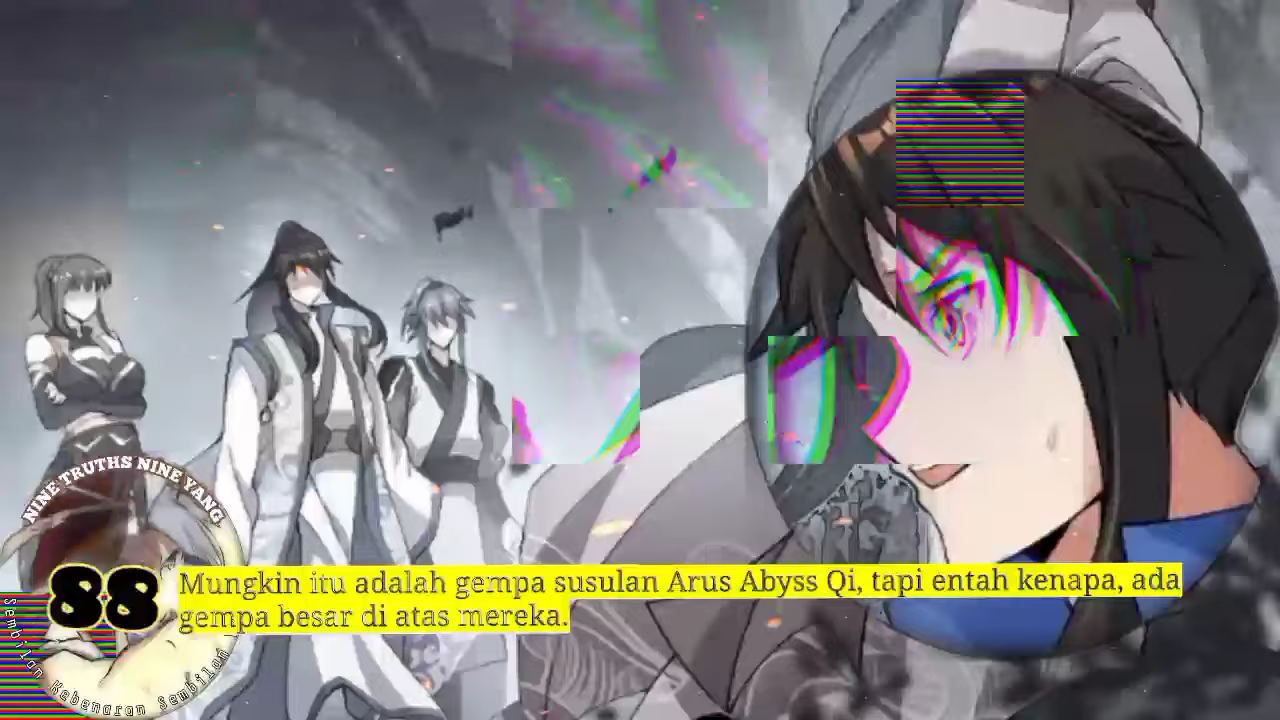 NINE TRUTHS NINE YANG
88
Mungkin itu adalah gempa susulan Arus Abyss Qi, tapi entah kenapa, ada
gempa besar di atas mereka.
Sembilan Kebenaran Sembilan